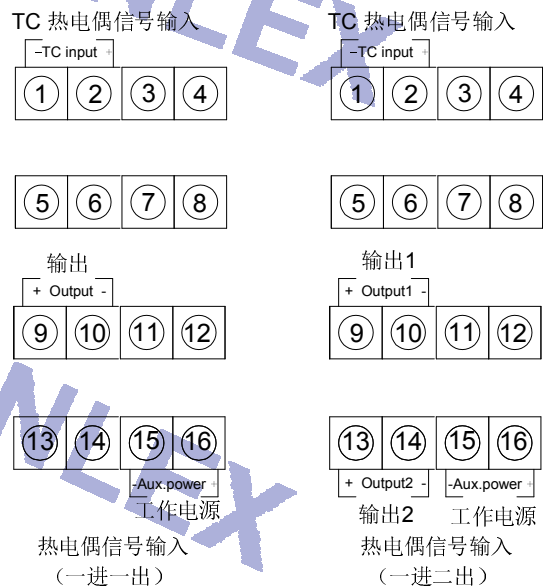 TC 热电偶信号输入
-TC input +
① ② ③ ④
⑤ ⑥ ⑦ ⑧
输出
+ Output -
⑨ ⑩ ⑪ ⑫
⑬ ⑭ ⑮ ⑯
-Aux.power +
工作电源
热电偶信号输入
（一进一出）
TC 热电偶信号输入
-TC input +
① ② ③ ④
⑤ ⑥ ⑦ ⑧
输出1
+ Output1 -
⑨ ⑩ ⑪ ⑫
⑬ ⑭ ⑮ ⑯
+ Output2 - -Aux.power +
输出2 工作电源
热电偶信号输入
（一进二出）
NLEX